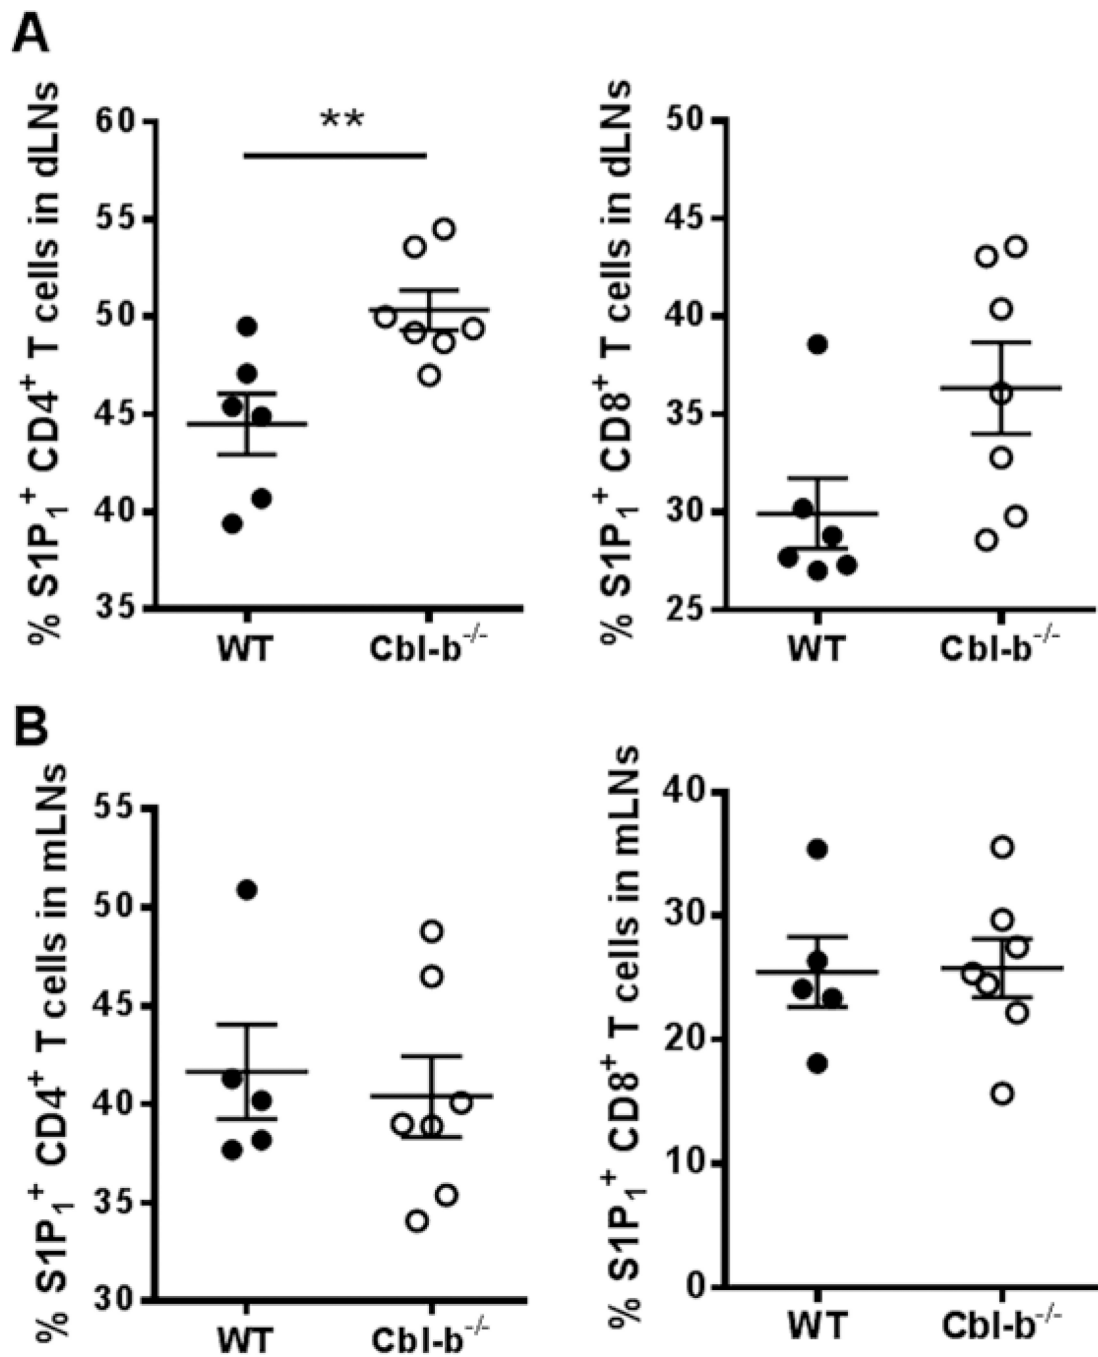 A
% S1P1+ CD4+ T cells in dLNs
60
55
50
45
40
35
**
WT
Cbl-b-/-
% S1P1+ CD8+ T cells in dLNs
50
45
40
35
30
25
WT
Cbl-b-/-
B
% S1P1+ CD4+ T cells in mLNs
55
50
45
40
35
30
WT
Cbl-b-/-
% S1P1+ CD8+ T cells in mLNs
40
30
20
10
0
WT
Cbl-b-/-